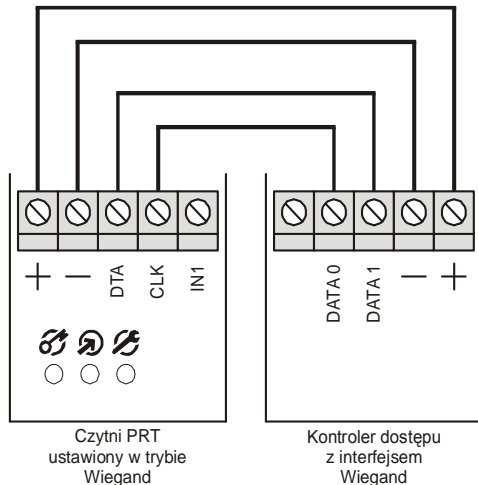 + — DTA CLK IN1
DATA 0 DATA 1 — +
Czytni PRT
ustawiony w trybie
Wiegand
Kontroler dostępu
z interfejsem
Wiegand